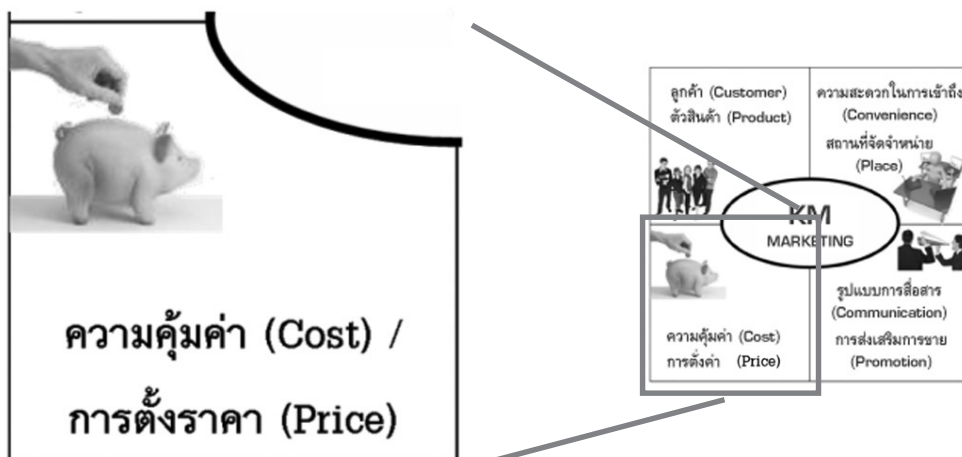 ความคุ้มค่า (Cost) /
การตั้งราคา (Price)
ลูกค้า (Customer)
ตัวสินค้า (Product)
ความสะดวกในการเข้าถึง
(Convenience)
สถานที่จัดจำหน่าย
(Place)
KM
MARKETING
ความคุ้มค่า (Cost)
การตั้งค่า (Price)
รูปแบบการสื่อสาร
(Communication)
การส่งเสริมการขาย
(Promotion)